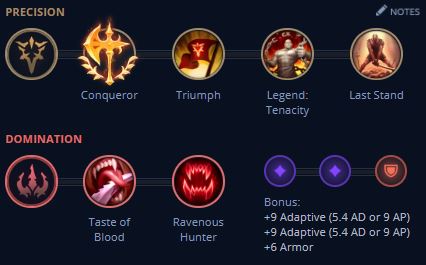 PRECISION
NOTES
Conqueror
Triumph
Legend:
Tenacity
Last Stand
DOMINATION
Taste of
Blood
Ravenous
Hunter
Bonus:
+9 Adaptive (5.4 AD or 9 AP)
+9 Adaptive (5.4 AD or 9 AP)
+6 Armor